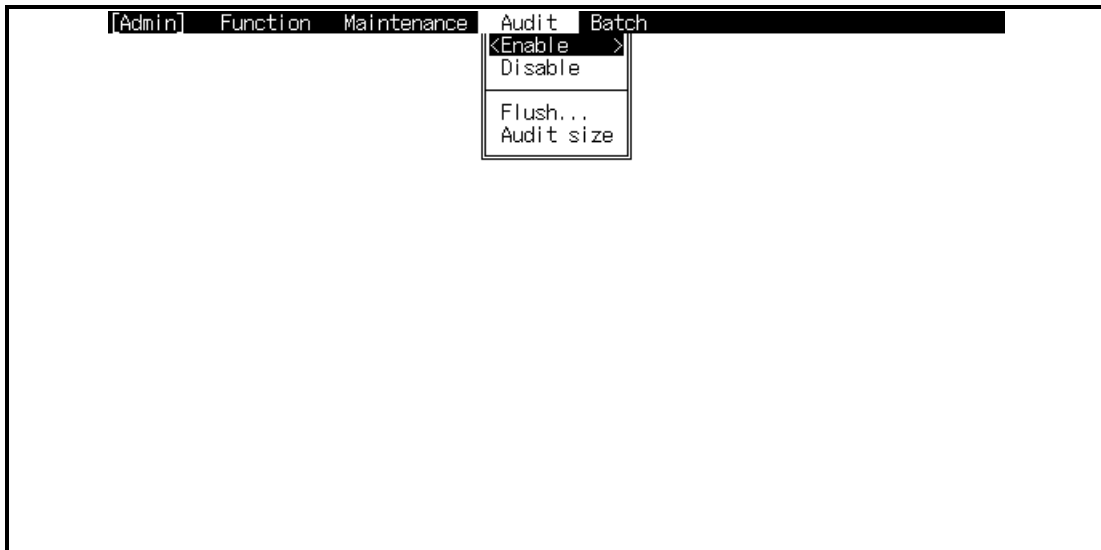 [Admin] Function Maintenance Audit Batch
<Enable >
Disable
Flush...
Audit size